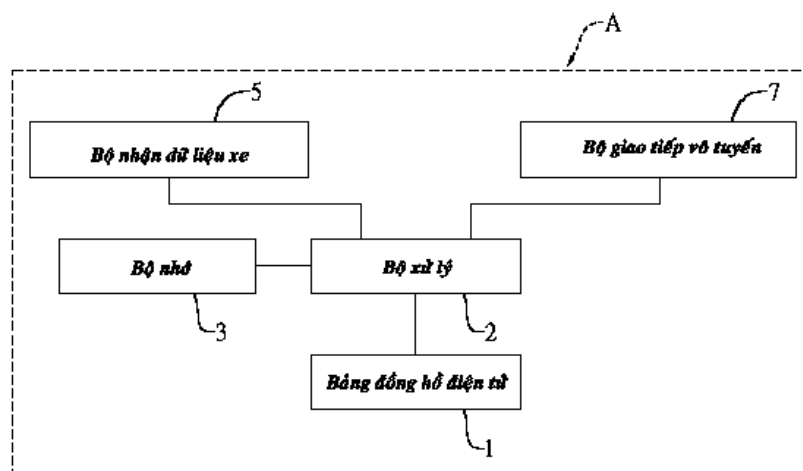 A
5
7
Bộ nhận dữ liệu xe
Bộ giao tiếp vô tuyến
Bộ nhớ
Bộ xử lý
3
2
Bảng đồng hồ điện tử
1